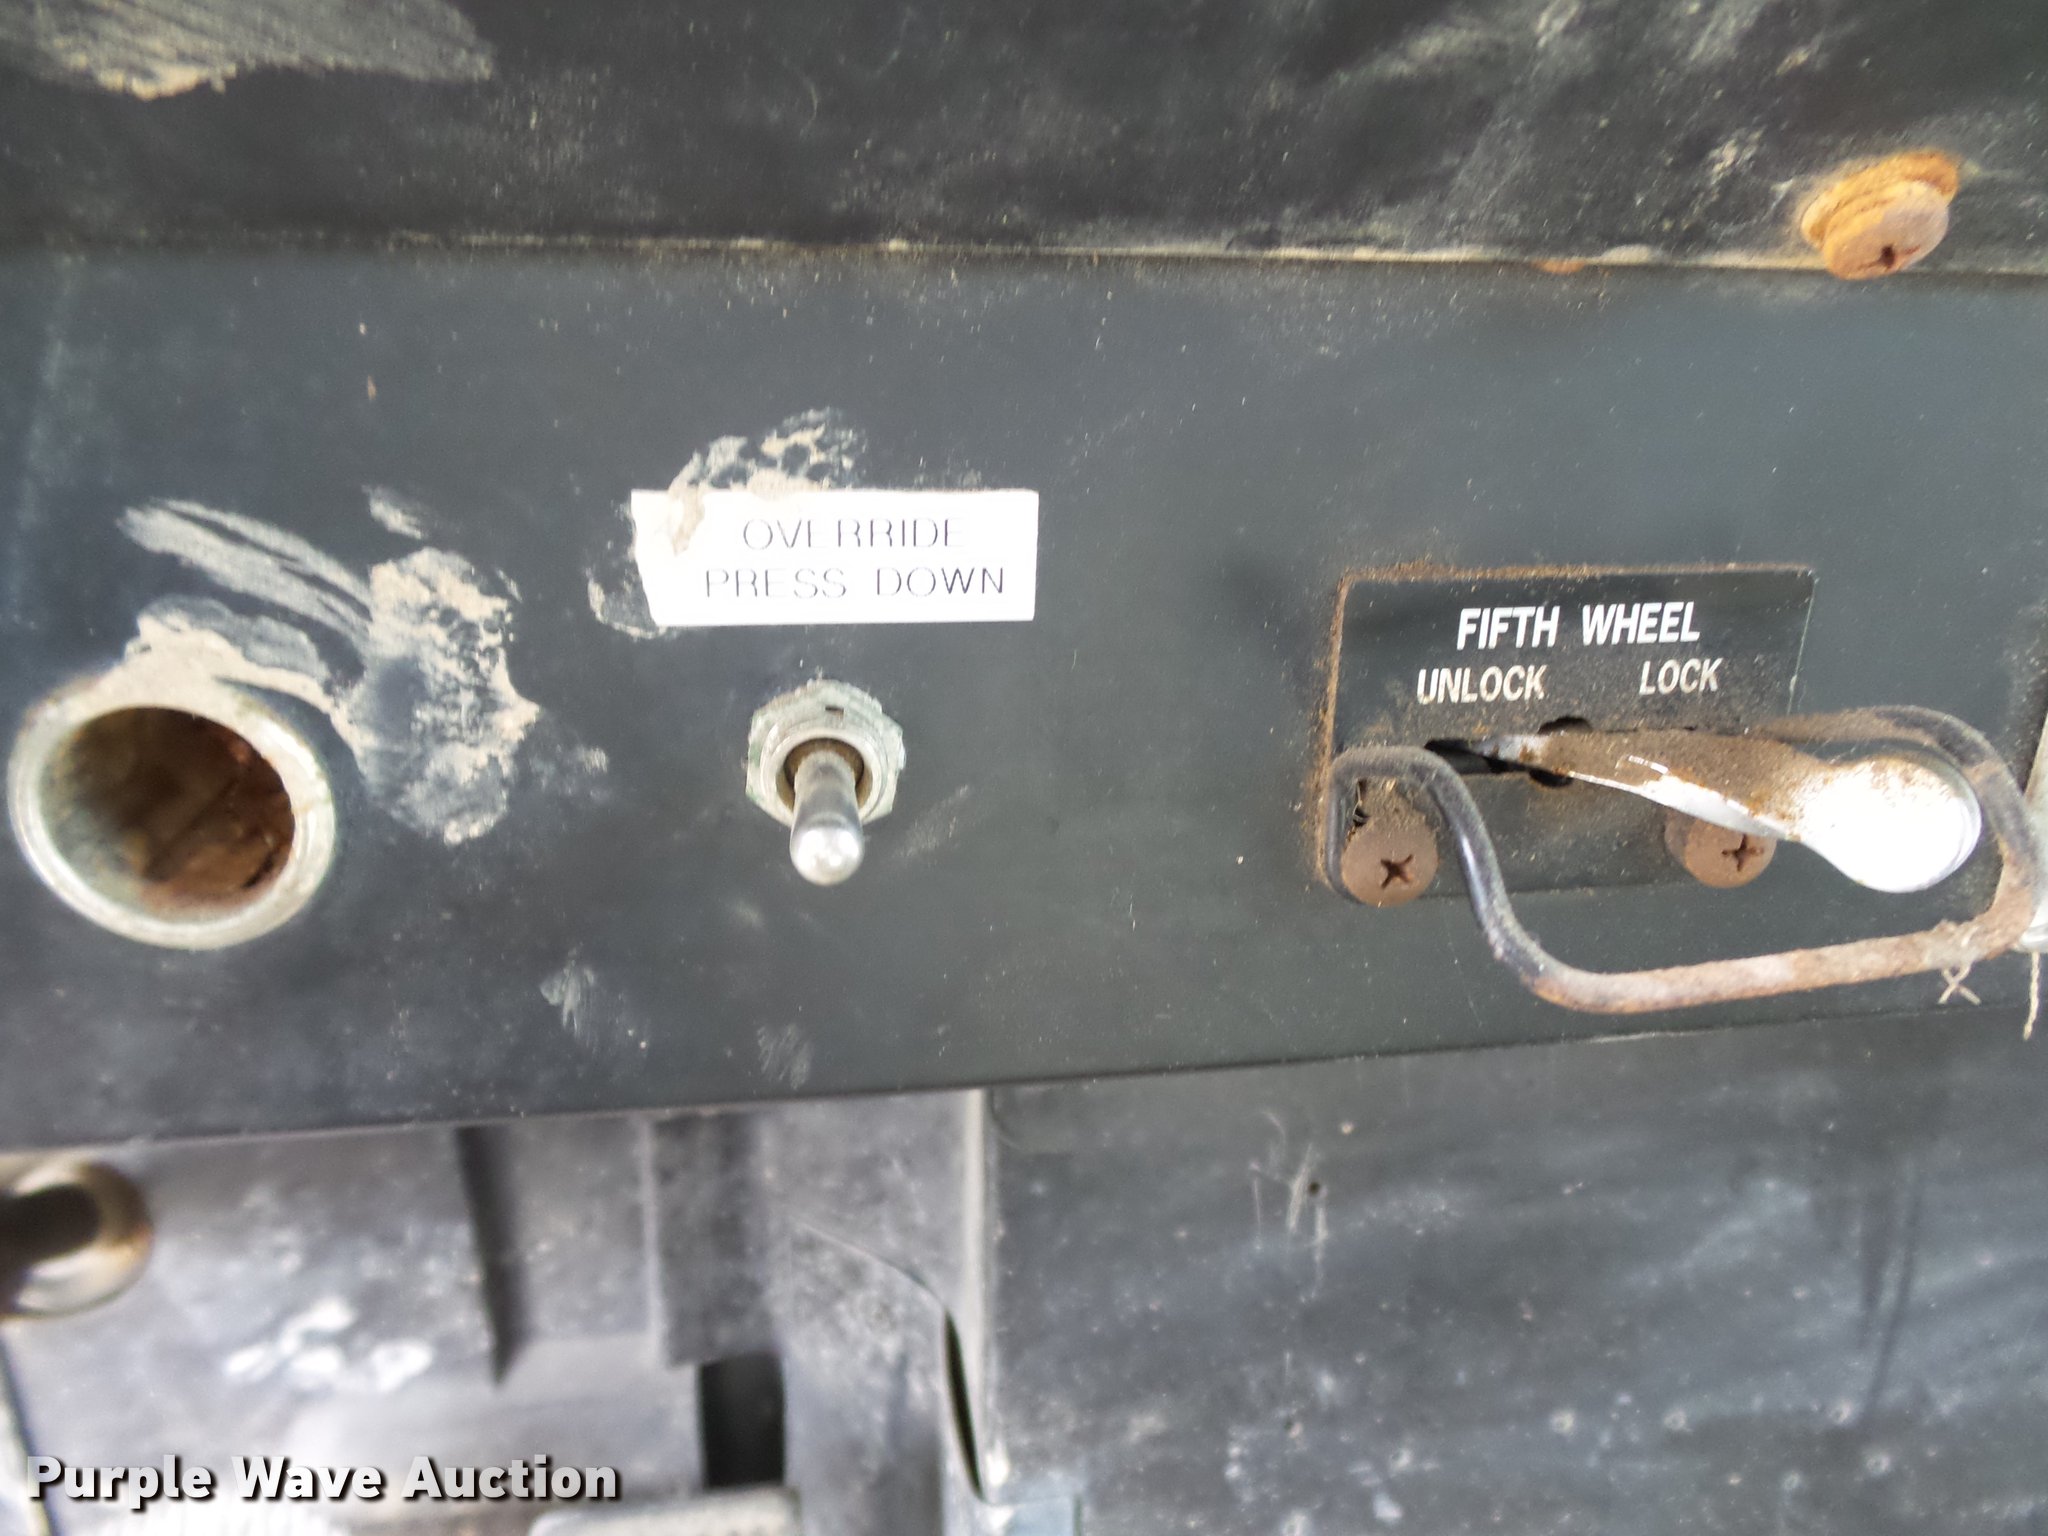 OVERRIDE
PRESS DOWN
FIFTH WHEEL
UNLOCK LOCK
Purple Wave Auction